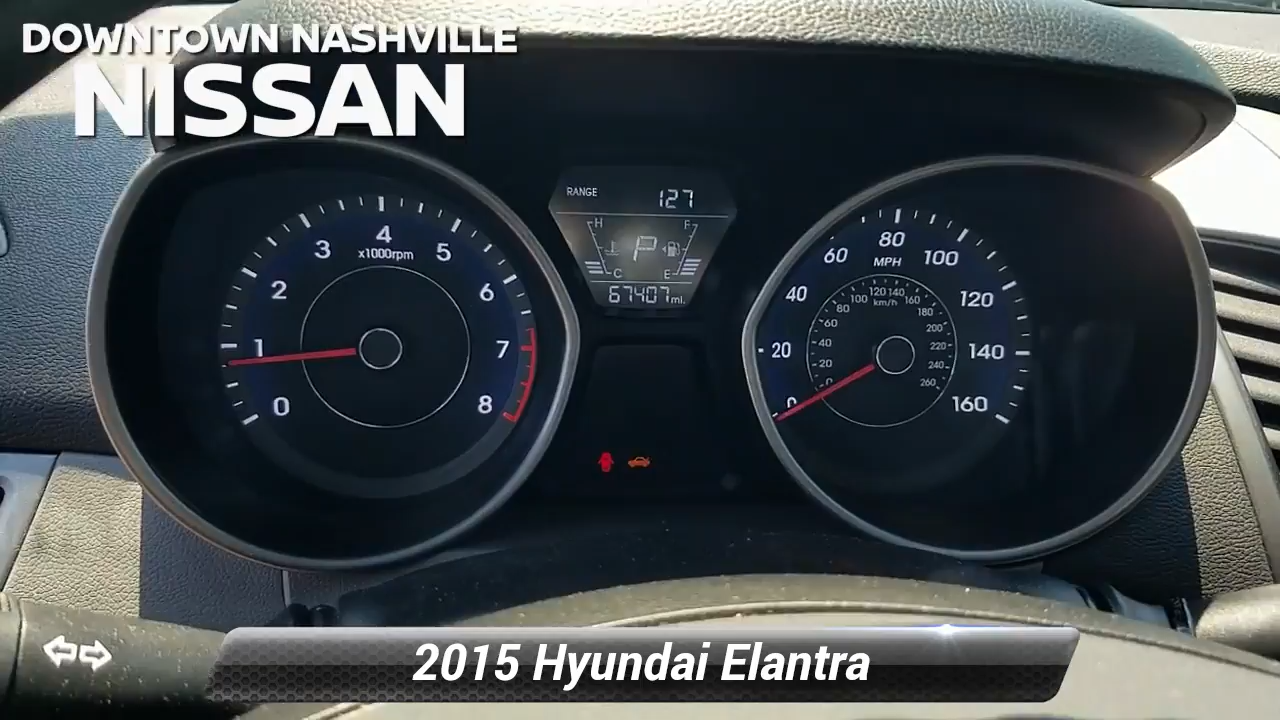 DOWNTOWN NASHVILLE
NISSAN
RANGE 127
H F
P
C E
67407 mi.
0 1 2 3 4 5 6 7 8
x1000rpm
0 20 40 60 80 100 120 140 160
MPH
0 20 40 60 80 100 120 140 160 180 200 220 240 260
km/h
2015 Hyundai Elantra